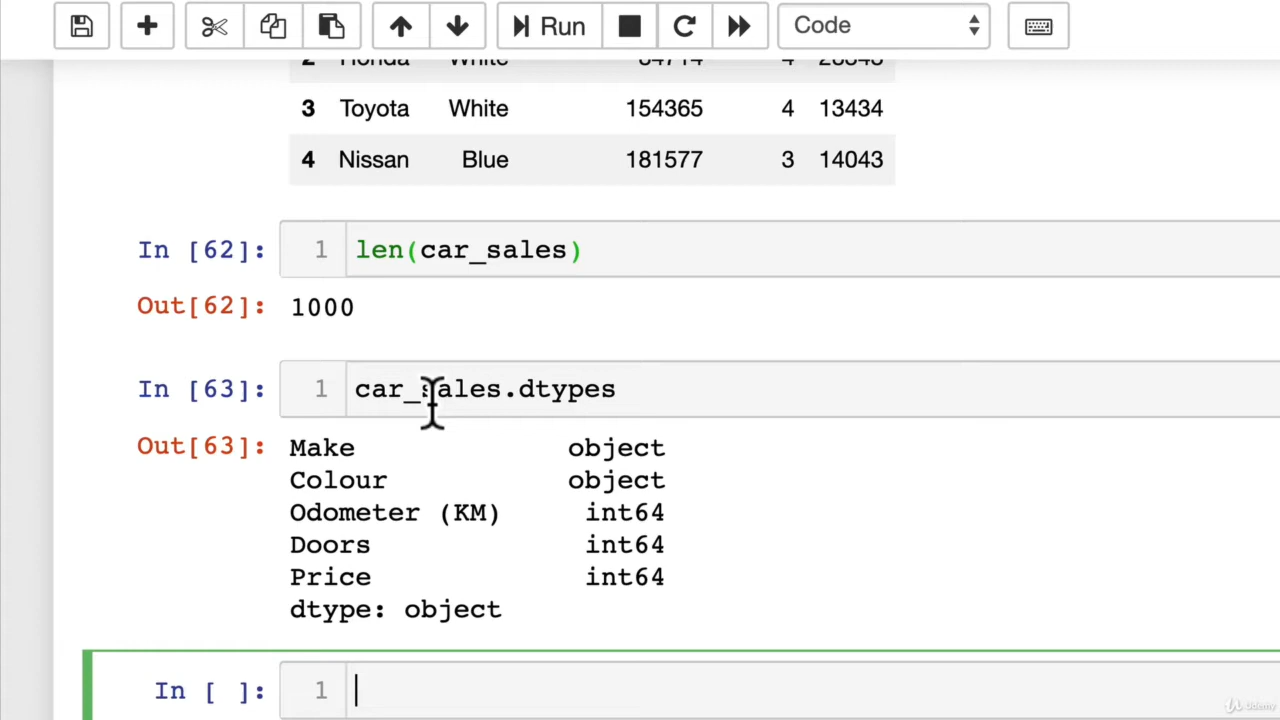 Run Code
3 Toyota White 154365 4 13434
4 Nissan Blue 181577 3 14043
In [62]: 1 len(car_sales)
Out[62]: 1000
In [63]: 1 car_sales.dtypes
Out[63]: Make object
Colour object
Odometer (KM) int64
Doors int64
Price int64
dtype: object
In [ ]: 1
Udemy